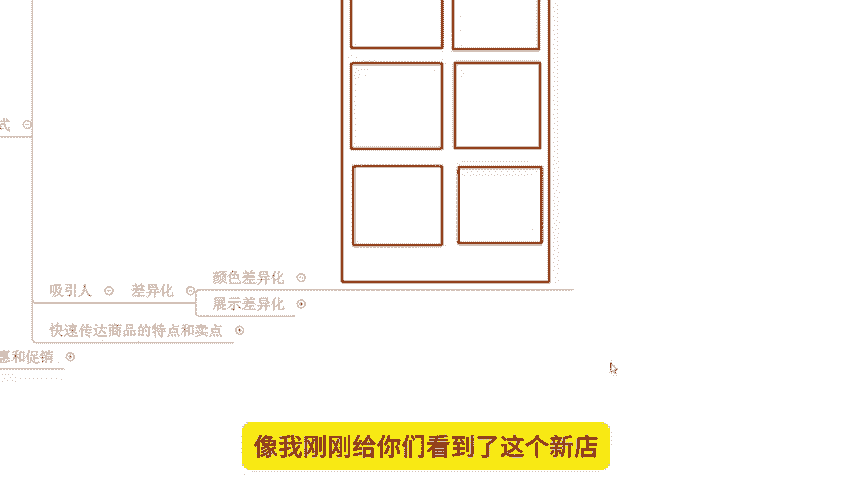 式
颜色差异化
吸引人 差异化
展示差异化
快速传达商品的特点和卖点
惠和促销
像我刚刚给你们看到了这个新店